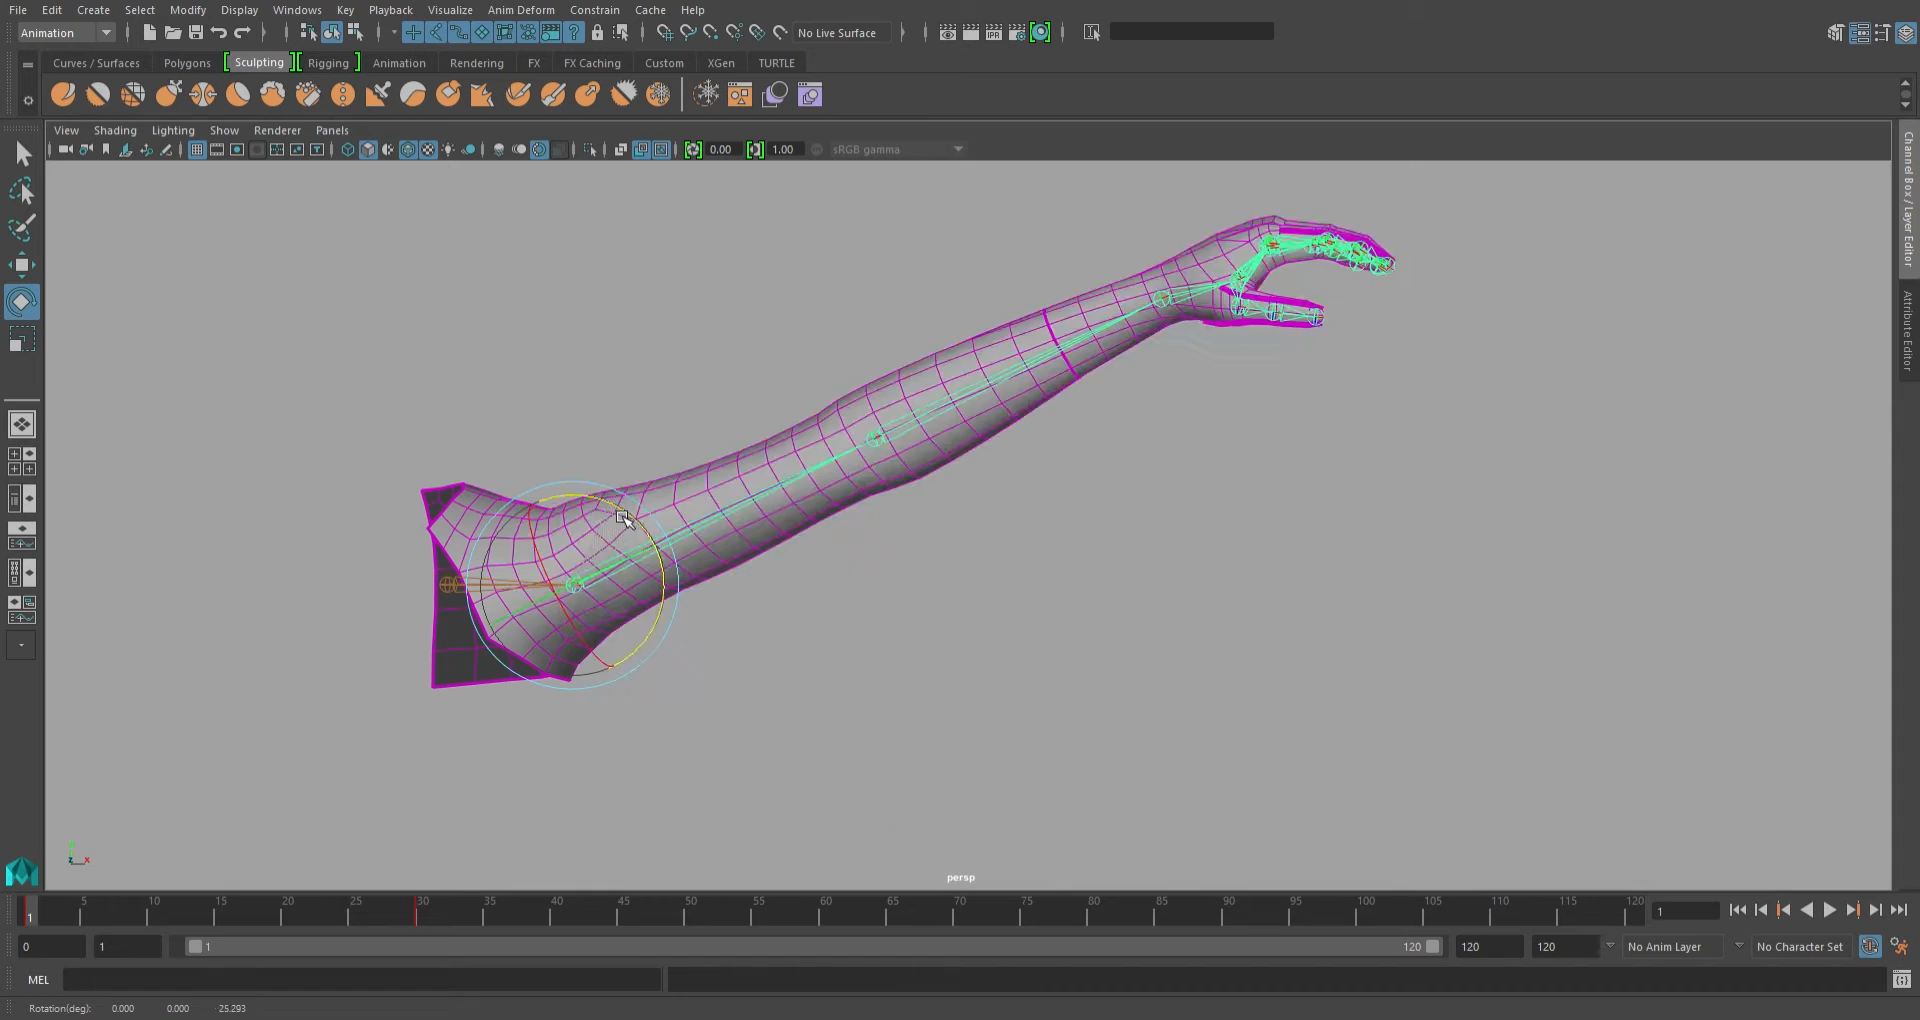 File Edit Create Select Modify Display Windows Key Playback Visualize Anim Deform Constrain Cache Help
Animation No Live Surface
Curves / Surfaces Polygons Sculpting Rigging Animation Rendering FX FX Caching Custom XGen TURTLE
View Shading Lighting Show Renderer Panels
0.00 1.00 sRGB gamma
IPR
Channel Box / Layer Editor
Attribute Editor
persp
1 5 10 15 20 25 30 35 40 45 50 55 60 65 70 75 80 85 90 95 100 105 110 115 120 1
0 1 1 120 120 120 No Anim Layer No Character Set
MEL
Rotation(deg): 0.000 0.000 25.293